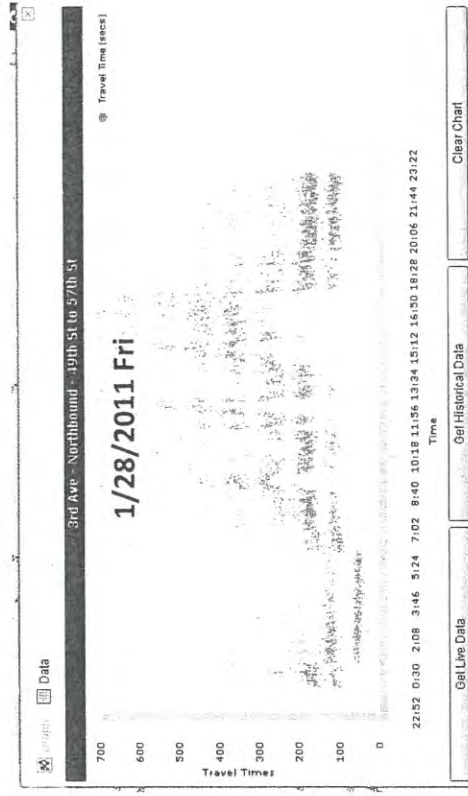 Data
3rd Ave - Northbound - 49th St to 57th St
Travel Time (secs)
1/28/2011 Fri
700
600
500
400
300
200
100
0
Travel Times
22:52 0:30 2:08 3:46 5:24 7:02 8:40 10:18 11:56 13:34 15:12 16:50 18:28 20:06 21:44 23:22
Time
Get Live Data
Get Historical Data
Clear Chart